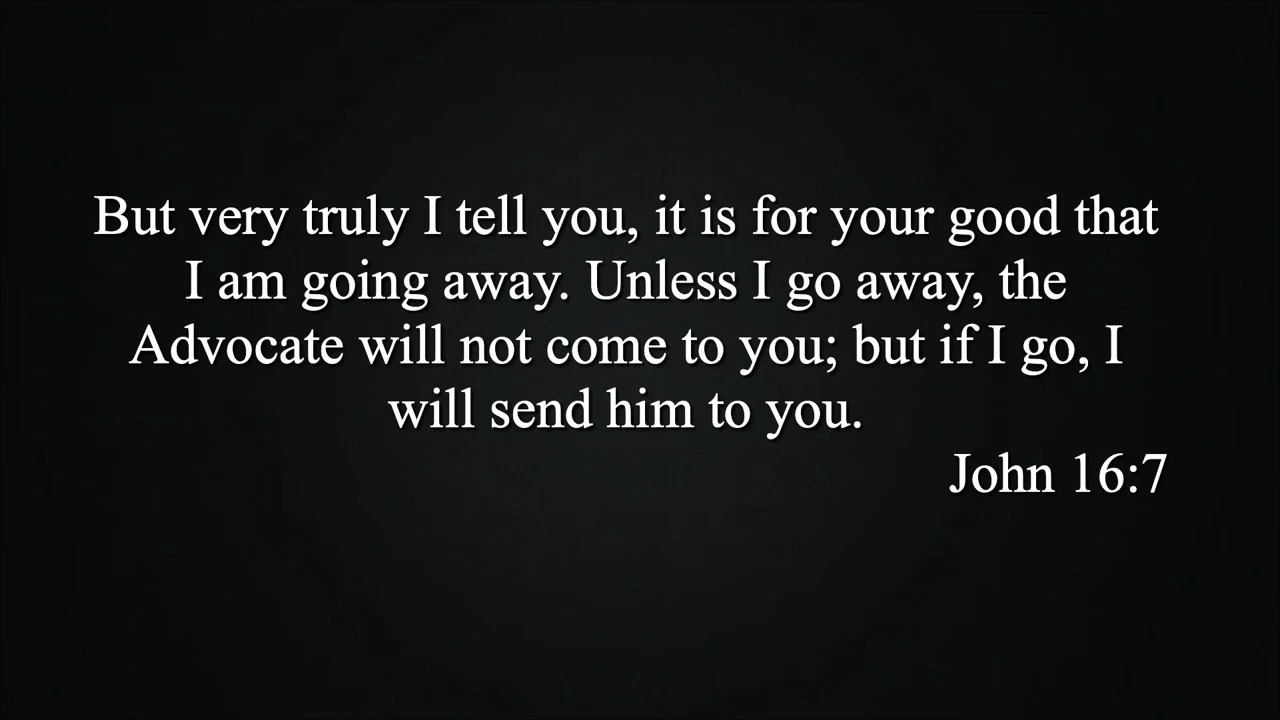 But very truly I tell you, it is for your good that
I am going away. Unless I go away, the
Advocate will not come to you; but if I go, I
will send him to you.
John 16:7